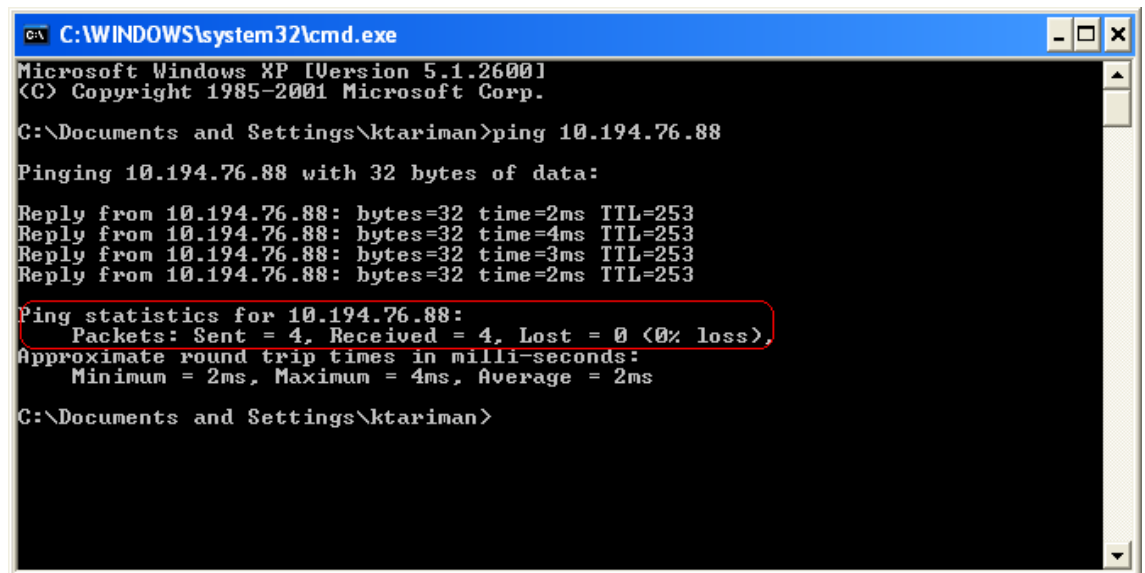 C:\WINDOWS\system32\cmd.exe
Microsoft Windows XP [Version 5.1.2600]
(C) Copyright 1985-2001 Microsoft Corp.
C:\Documents and Settings\ktariman>ping 10.194.76.88
Pinging 10.194.76.88 with 32 bytes of data:
Reply from 10.194.76.88: bytes=32 time=2ms TTL=253
Reply from 10.194.76.88: bytes=32 time=4ms TTL=253
Reply from 10.194.76.88: bytes=32 time=3ms TTL=253
Reply from 10.194.76.88: bytes=32 time=2ms TTL=253
Ping statistics for 10.194.76.88:
    Packets: Sent = 4, Received = 4, Lost = 0 (0% loss),
Approximate round trip times in milli-seconds:
    Minimum = 2ms, Maximum = 4ms, Average = 2ms
C:\Documents and Settings\ktariman>